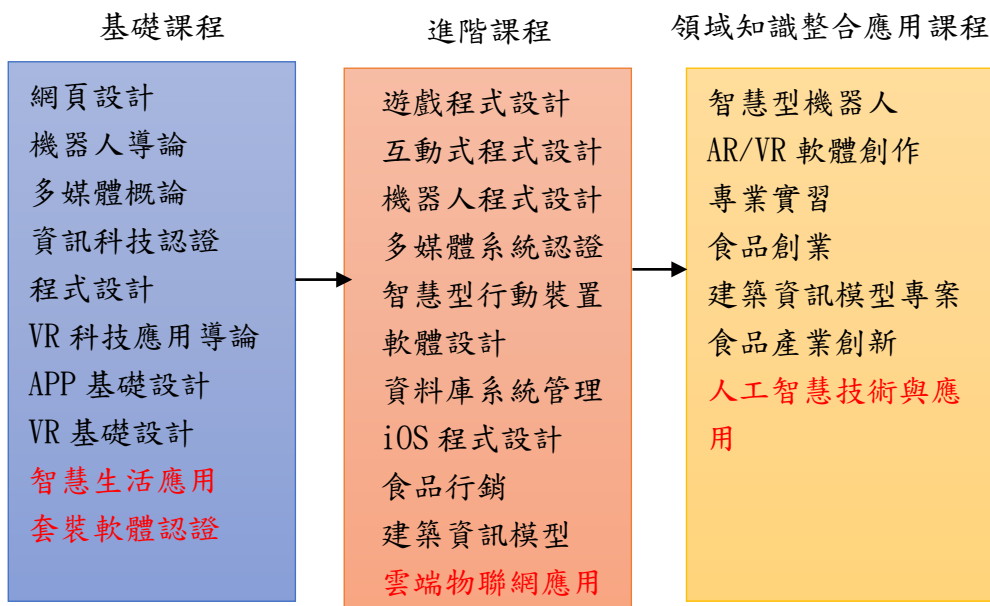 基礎課程
網頁設計
機器人導論
多媒體概論
資訊科技認證
程式設計
VR 科技應用導論
APP 基礎設計
VR 基礎設計
智慧生活應用
套裝軟體認證
進階課程
遊戲程式設計
互動式程式設計
機器人程式設計
多媒體系統認證
智慧型行動裝置
軟體設計
資料庫系統管理
iOS 程式設計
食品行銷
建築資訊模型
雲端物聯網應用
領域知識整合應用課程
智慧型機器人
AR/VR 軟體創作
專業實習
食品創業
建築資訊模型專案
食品產業創新
人工智慧技術與應
用